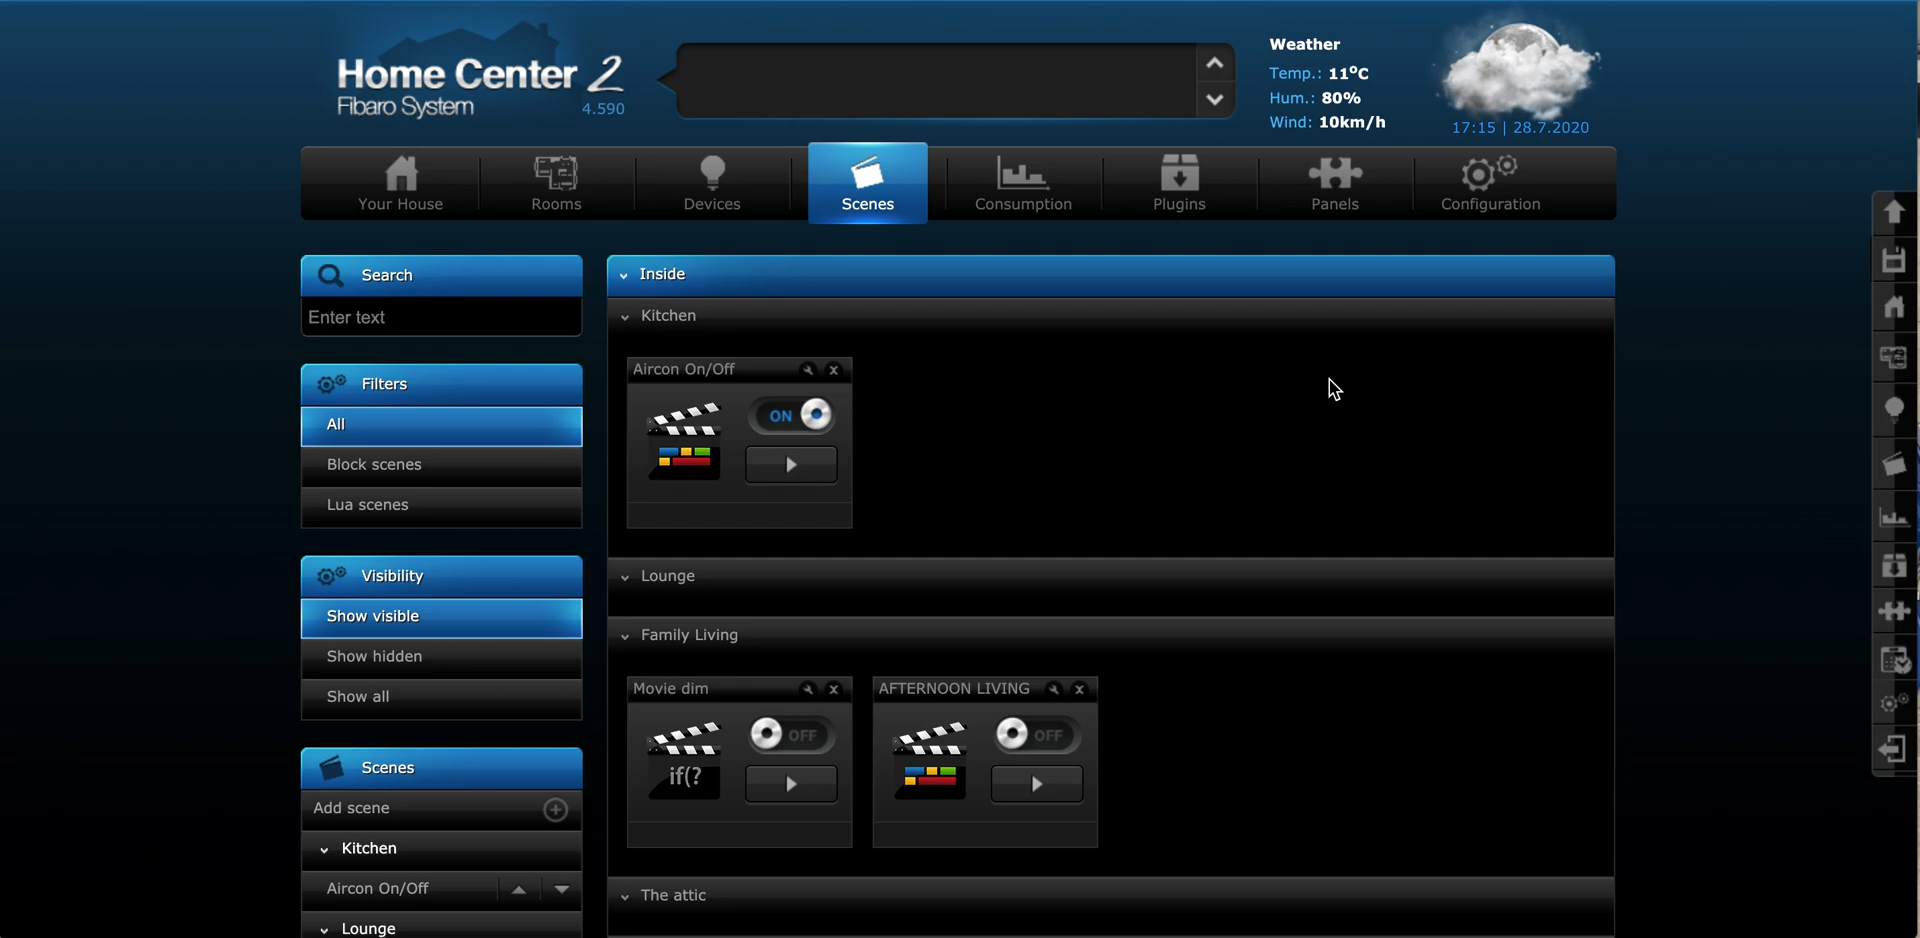 Home Center 2
Fibaro System
4.590
Weather
Temp.: 11°C
Hum.: 80%
Wind: 10km/h
17:15 | 28.7.2020
Your House
Rooms
Devices
Scenes
Consumption
Plugins
Panels
Configuration
Search
Enter text
Filters
All
Block scenes
Lua scenes
Visibility
Show visible
Show hidden
Show all
Scenes
Add scene
Kitchen
Aircon On/Off
Lounge
Inside
Kitchen
Aircon On/Off
ON
Lounge
Family Living
Movie dim
OFF
if(?
AFTERNOON LIVING
OFF
The attic